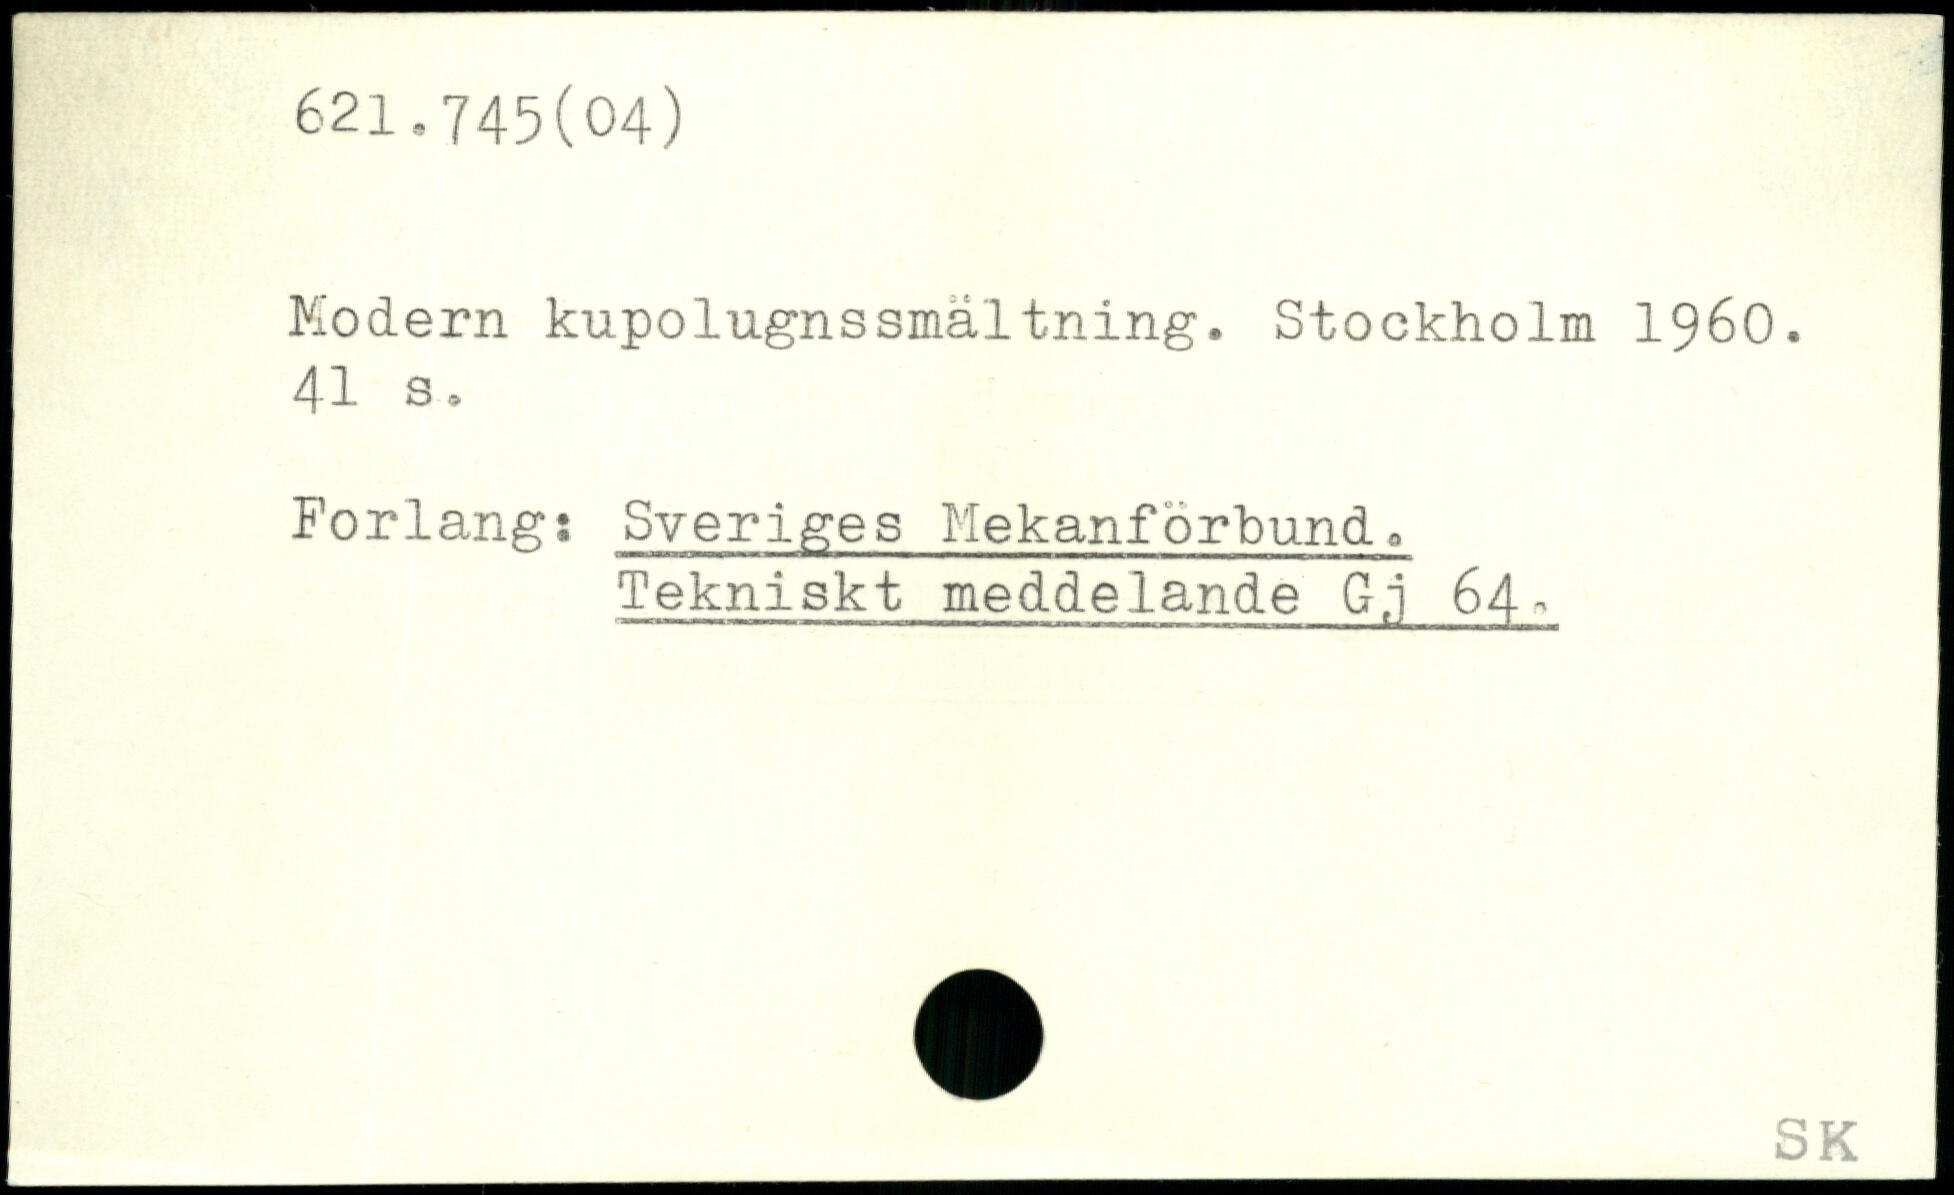 621.745(04)
Modern kupolugnssmältning. Stockholm 1960.
41 s.
Forlang: Sveriges Mekanförbund.
Tekniskt meddelande Gj 64.
SK